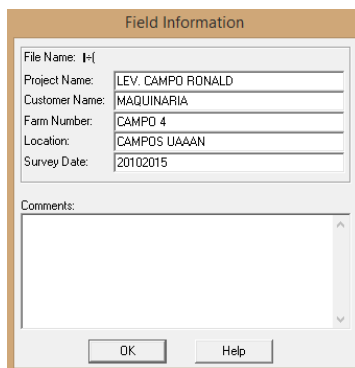 Field Information
File Name: I÷(
Project Name: LEV. CAMPO RONALD
Customer Name: MAQUINARIA
Farm Number: CAMPO 4
Location: CAMPOS UAAAN
Survey Date: 20102015
Comments:
OK Help